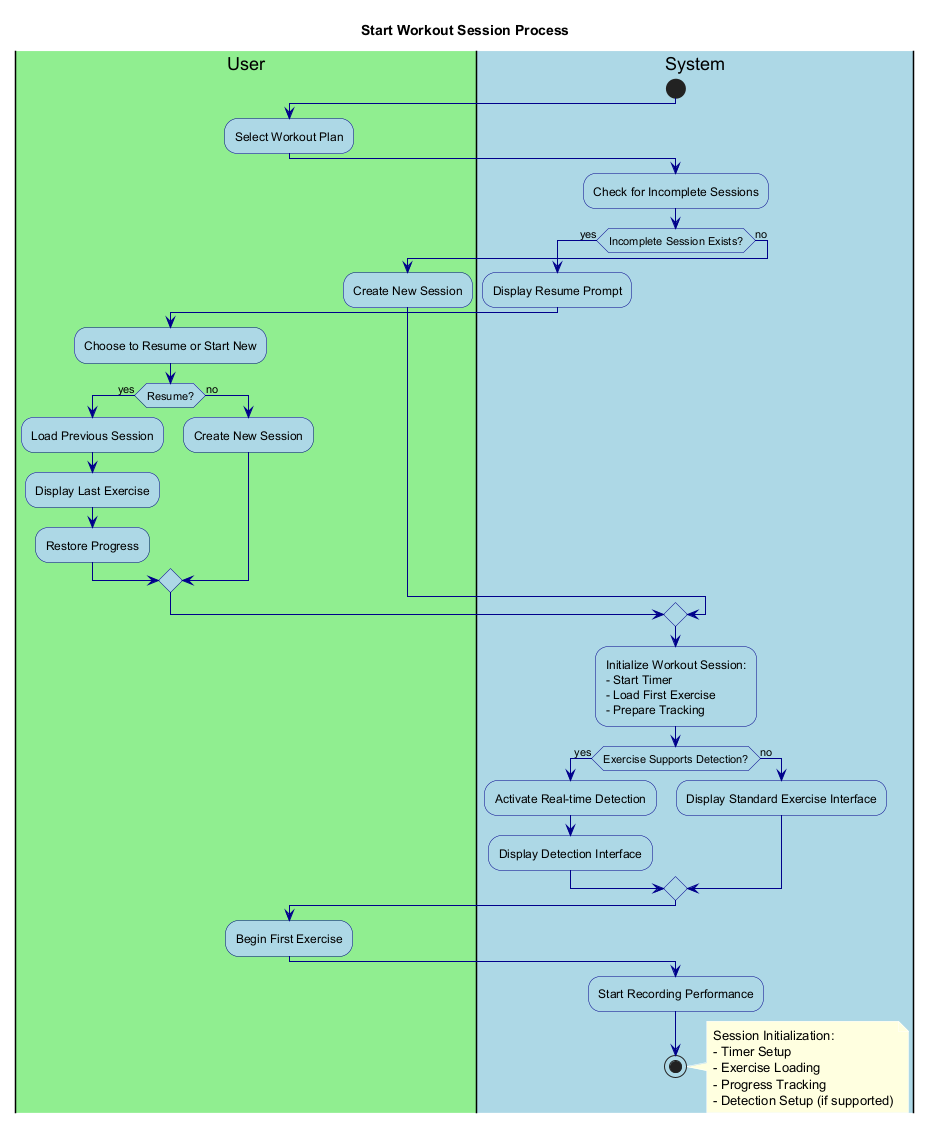 Start Workout Session Process
User
System
Select Workout Plan
Check for Incomplete Sessions
yes
Incomplete Session Exists?
no
Create New Session
Display Resume Prompt
Choose to Resume or Start New
yes
Resume?
no
Load Previous Session
Create New Session
Display Last Exercise
Restore Progress
Initialize Workout Session:
- Start Timer
- Load First Exercise
- Prepare Tracking
yes
Exercise Supports Detection?
no
Activate Real-time Detection
Display Standard Exercise Interface
Display Detection Interface
Begin First Exercise
Start Recording Performance
Session Initialization:
- Timer Setup
- Exercise Loading
- Progress Tracking
- Detection Setup (if supported)